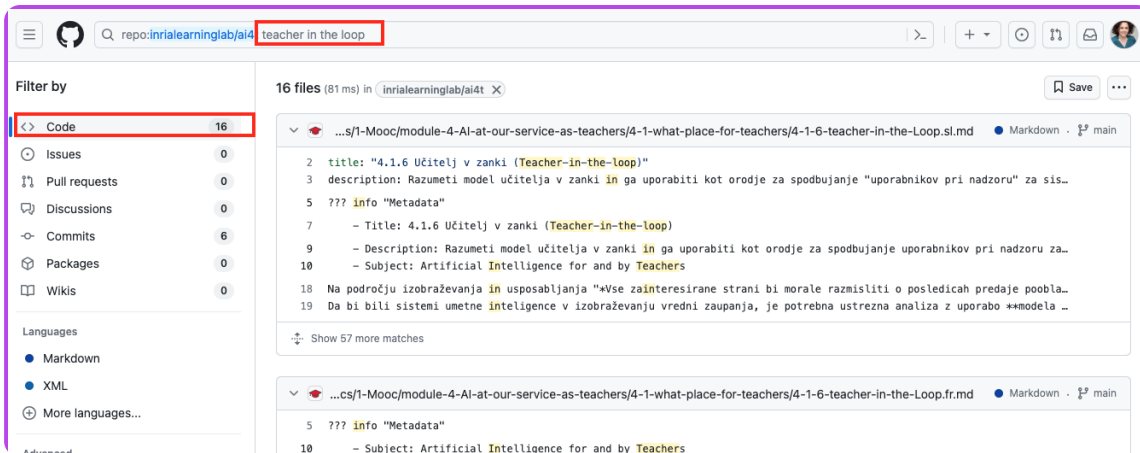 repo:inrialearninglab/ai4 teacher in the loop
Filter by
Code 16
Issues 0
Pull requests 0
Discussions 0
Commits 6
Packages 0
Wikis 0
Languages
Markdown
XML
More languages...
Advanced
16 files (81 ms) in inrialearninglab/ai4t
Save
...s/1-Mooc/module-4-AI-at-our-service-as-teachers/4-1-what-place-for-teachers/4-1-6-teacher-in-the-Loop.sl.md Markdown · main
2 title: "4.1.6 Učitelj v zanki (Teacher-in-the-loop)"
3 description: Razumeti model učitelja v zanki in ga uporabiti kot orodje za spodbujanje "uporabnikov pri nadzoru" za sis…
5 ??? info "Metadata"
7 – Title: 4.1.6 Učitelj v zanki (Teacher-in-the-loop)
9 – Description: Razumeti model učitelja v zanki in ga uporabiti kot orodje za spodbujanje uporabnikov pri nadzoru za…
10 – Subject: Artificial Intelligence for and by Teachers
18 Na področju izobraževanja in usposabljanja "*Vse zainteresirane strani bi morale razmisliti o posledicah predaje poobla…
19 Da bi bili sistemi umetne inteligence v izobraževanju vredni zaupanja, je potrebna ustrezna analiza z uporabo **modela …
Show 57 more matches
...cs/1-Mooc/module-4-AI-at-our-service-as-teachers/4-1-what-place-for-teachers/4-1-6-teacher-in-the-Loop.fr.md Markdown · main
5 ??? info "Metadata"
10 – Subject: Artificial Intelligence for and by Teachers